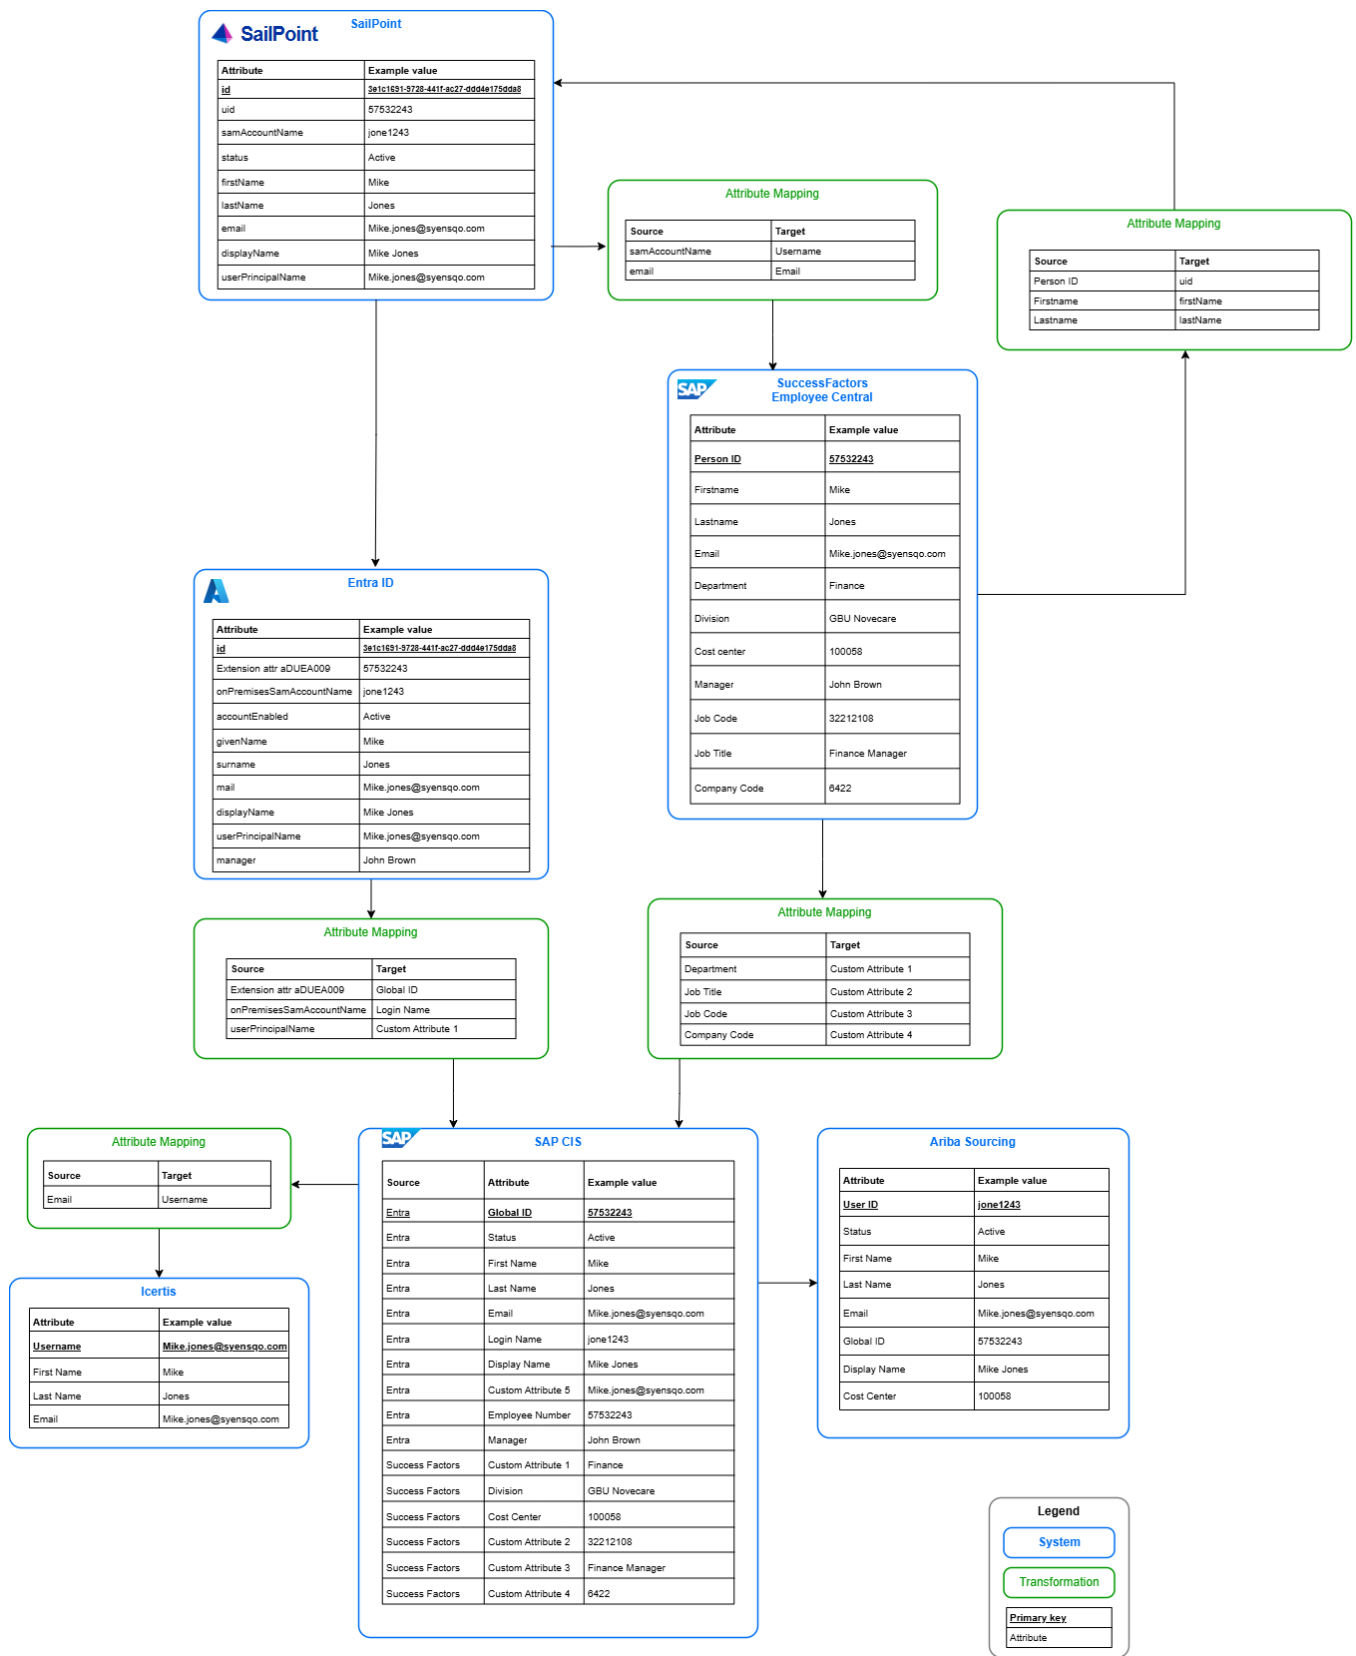 SailPoint
SailPoint
Attribute Example value
id 3e1c1691-9728-441f-ac27-ddd4e175dda8
uid 57532243
samAccountName jone1243
status Active
firstName Mike
lastName Jones
email Mike.jones@syensqo.com
displayName Mike Jones
userPrincipalName Mike.jones@syensqo.com
Attribute Mapping
Source Target
samAccountName Username
email Email
Attribute Mapping
Source Target
Person ID uid
Firstname firstName
Lastname lastName
SAP
SuccessFactors
Employee Central
Attribute Example value
Person ID 57532243
Firstname Mike
Lastname Jones
Email Mike.jones@syensqo.com
Department Finance
Division GBU Novecare
Cost center 100058
Manager John Brown
Job Code 32212108
Job Title Finance Manager
Company Code 6422
Entra ID
Attribute Example value
id 3e1c1691-9728-441f-ac27-ddd4e175dda8
Extension attr aDUEA009 57532243
onPremisesSamAccountName jone1243
accountEnabled Active
givenName Mike
surname Jones
mail Mike.jones@syensqo.com
displayName Mike Jones
userPrincipalName Mike.jones@syensqo.com
manager John Brown
Attribute Mapping
Source Target
Extension attr aDUEA009 Global ID
onPremisesSamAccountName Login Name
userPrincipalName Custom Attribute 1
Attribute Mapping
Source Target
Department Custom Attribute 1
Job Title Custom Attribute 2
Job Code Custom Attribute 3
Company Code Custom Attribute 4
Attribute Mapping
Source Target
Email Username
Icertis
Attribute Example value
Username Mike.jones@syensqo.com
First Name Mike
Last Name Jones
Email Mike.jones@syensqo.com
SAP
SAP CIS
Source Attribute Example value
Entra Global ID 57532243
Entra Status Active
Entra First Name Mike
Entra Last Name Jones
Entra Email Mike.jones@syensqo.com
Entra Login Name jone1243
Entra Display Name Mike Jones
Entra Custom Attribute 5 Mike.jones@syensqo.com
Entra Employee Number 57532243
Entra Manager John Brown
Success Factors Custom Attribute 1 Finance
Success Factors Division GBU Novecare
Success Factors Cost Center 100058
Success Factors Custom Attribute 2 32212108
Success Factors Custom Attribute 3 Finance Manager
Success Factors Custom Attribute 4 6422
Ariba Sourcing
Attribute Example value
User ID jone1243
Status Active
First Name Mike
Last Name Jones
Email Mike.jones@syensqo.com
Global ID 57532243
Display Name Mike Jones
Cost Center 100058
Legend
System
Transformation
Primary key
Attribute